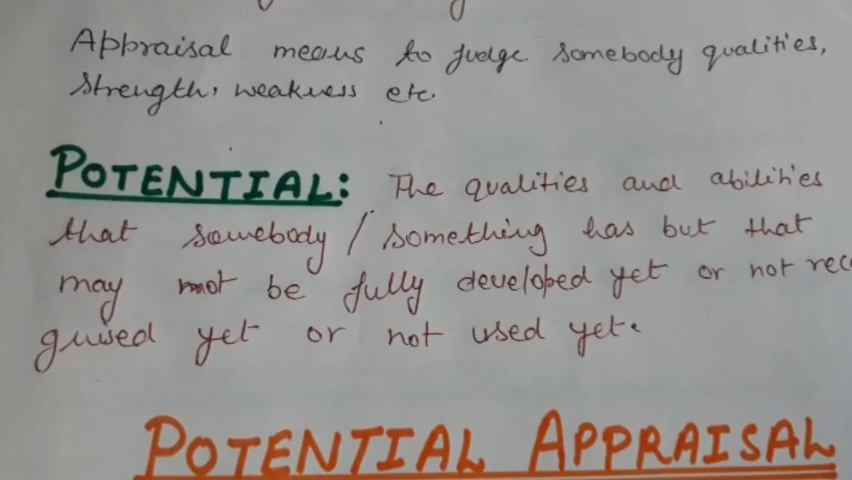 Appraisal means to judge somebody qualities,
strength, weakness etc.
POTENTIAL: The qualities and abilities
that somebody / something has but that
may not be fully developed yet or not rec
gnised yet or not used yet.
POTENTIAL APPRAISAL